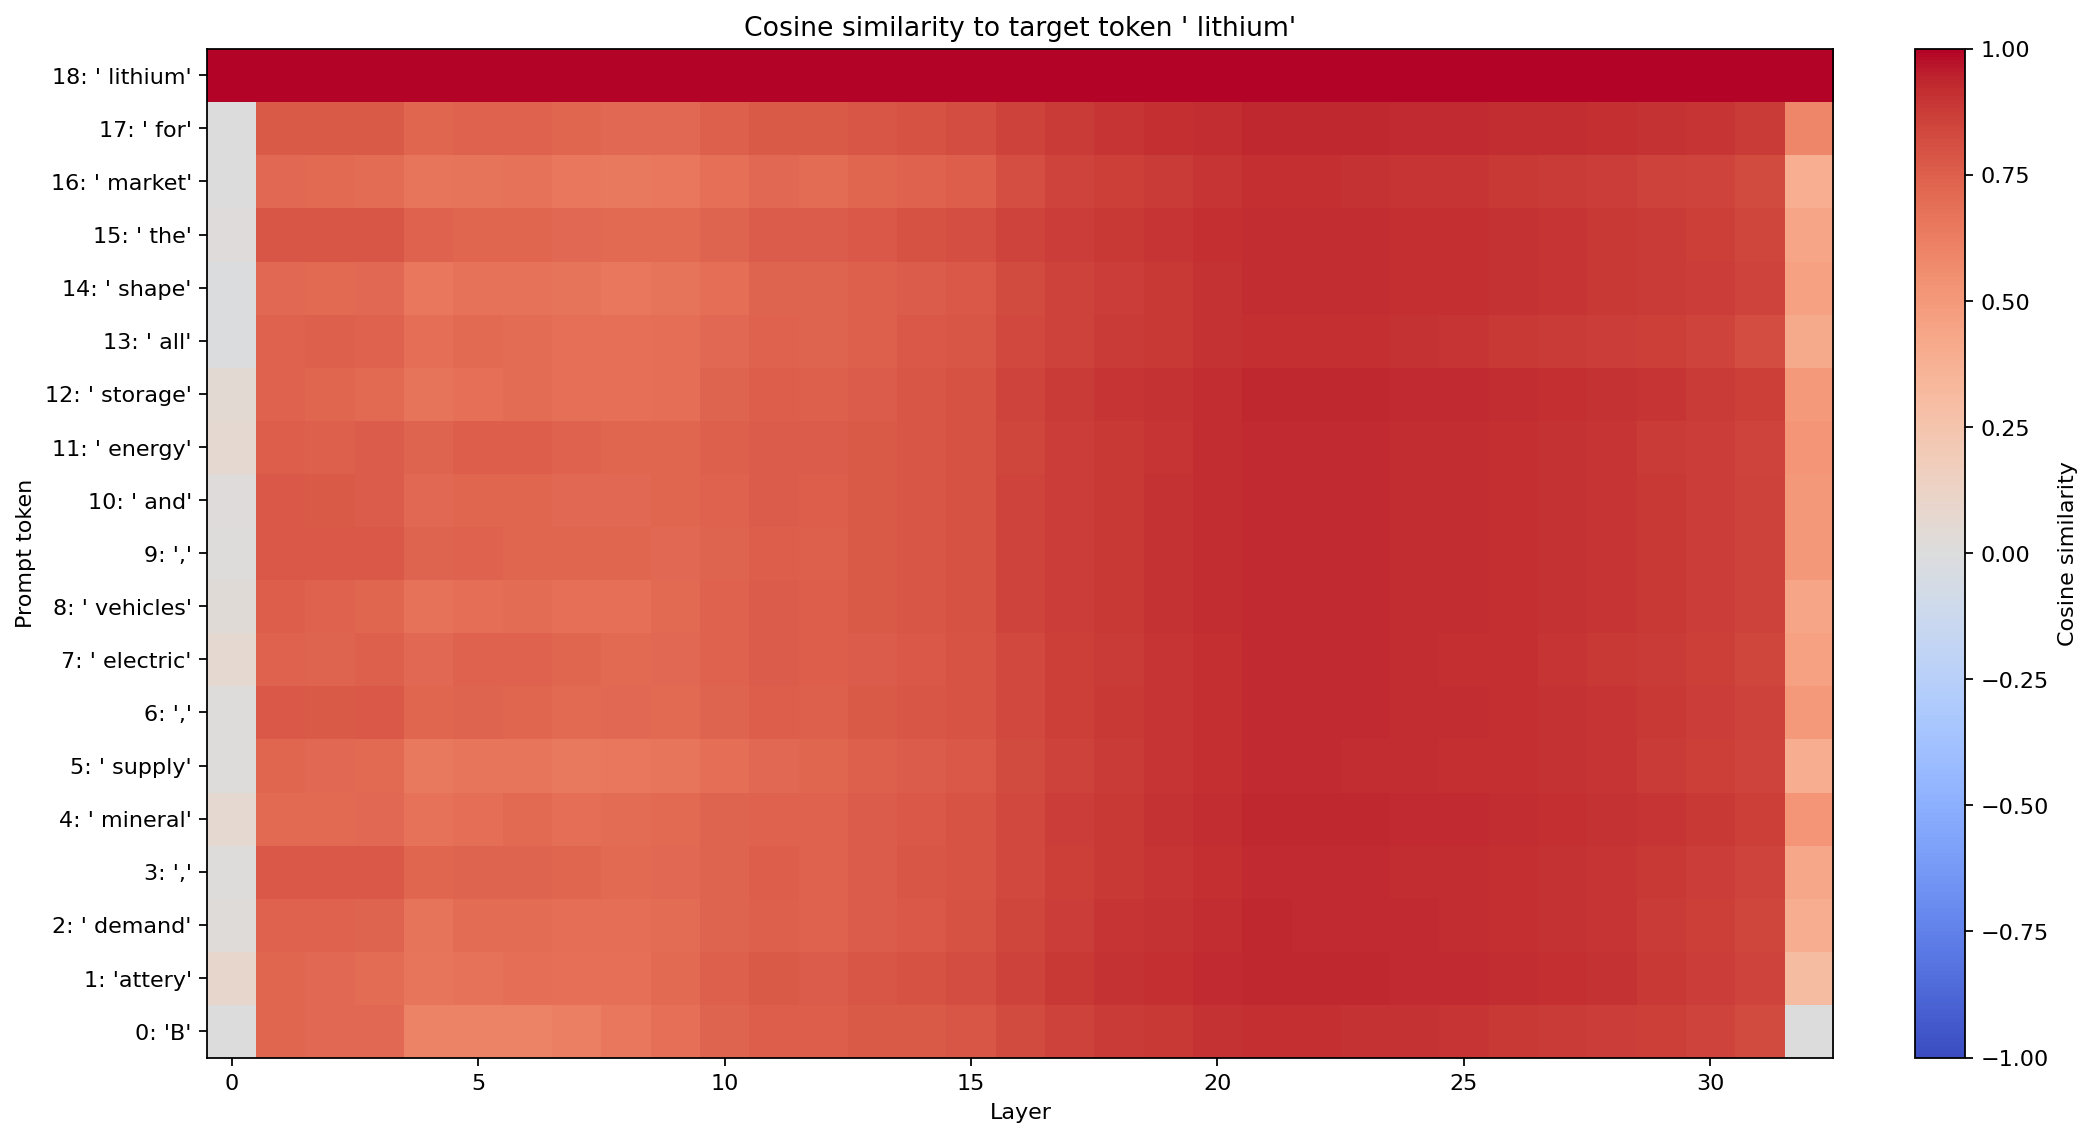 Cosine similarity to target token ' lithium'
18: ' lithium'
17: ' for'
16: ' market'
15: ' the'
14: ' shape'
13: ' all'
12: ' storage'
11: ' energy'
10: ' and'
9: ','
8: ' vehicles'
7: ' electric'
6: ','
5: ' supply'
4: ' mineral'
3: ','
2: ' demand'
1: 'attery'
0: 'B'
Prompt token
0
5
10
15
20
25
30
Layer
1.00
0.75
0.50
0.25
0.00
−0.25
−0.50
−0.75
−1.00
Cosine similarity